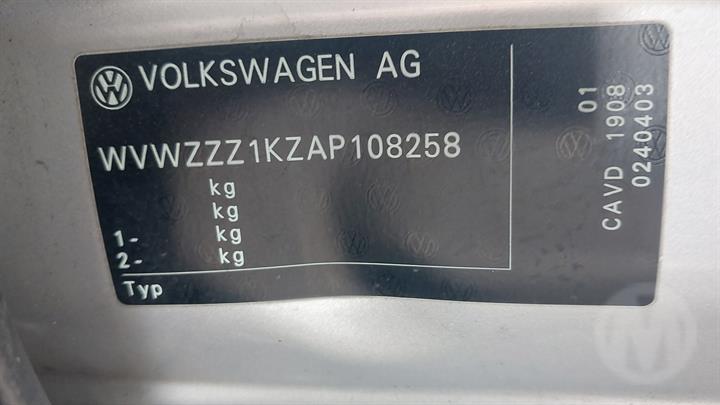 VOLKSWAGEN AG
WVWZZZ1KZAP108258
kg
kg
1- kg
2- kg
Typ
01
CAVD 1908
0240403